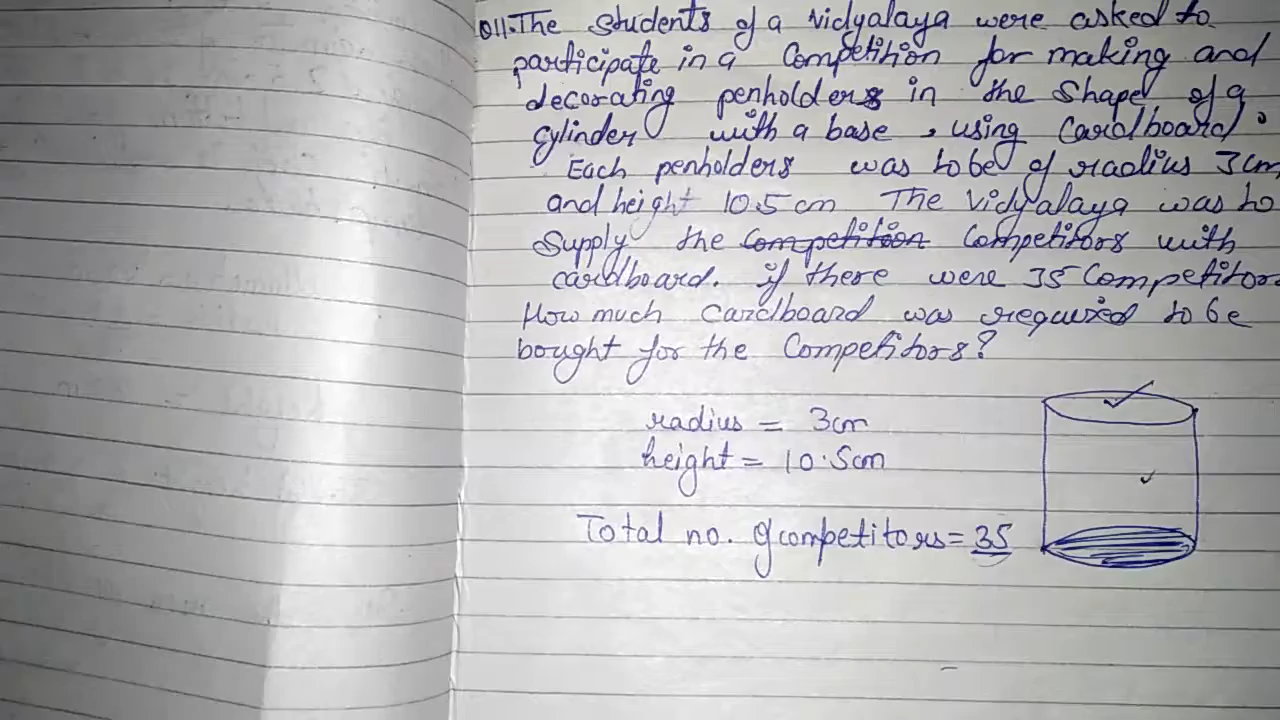 Q11. The students of a vidyalaya were asked to
participate in a Competition for making and
decorating penholders in the shape of a
cylinder with a base, using Cardboard.
Each penholders was to be of radius 3cm
and height 10.5 cm The Vidyalaya was to
Supply the Competition Competitors with
cardboard. if there were 35 Competitor
How much Cardboard was required to be
bought for the Competitors?
radius = 3cm
height = 10.5cm
Total no. of competitors = 35